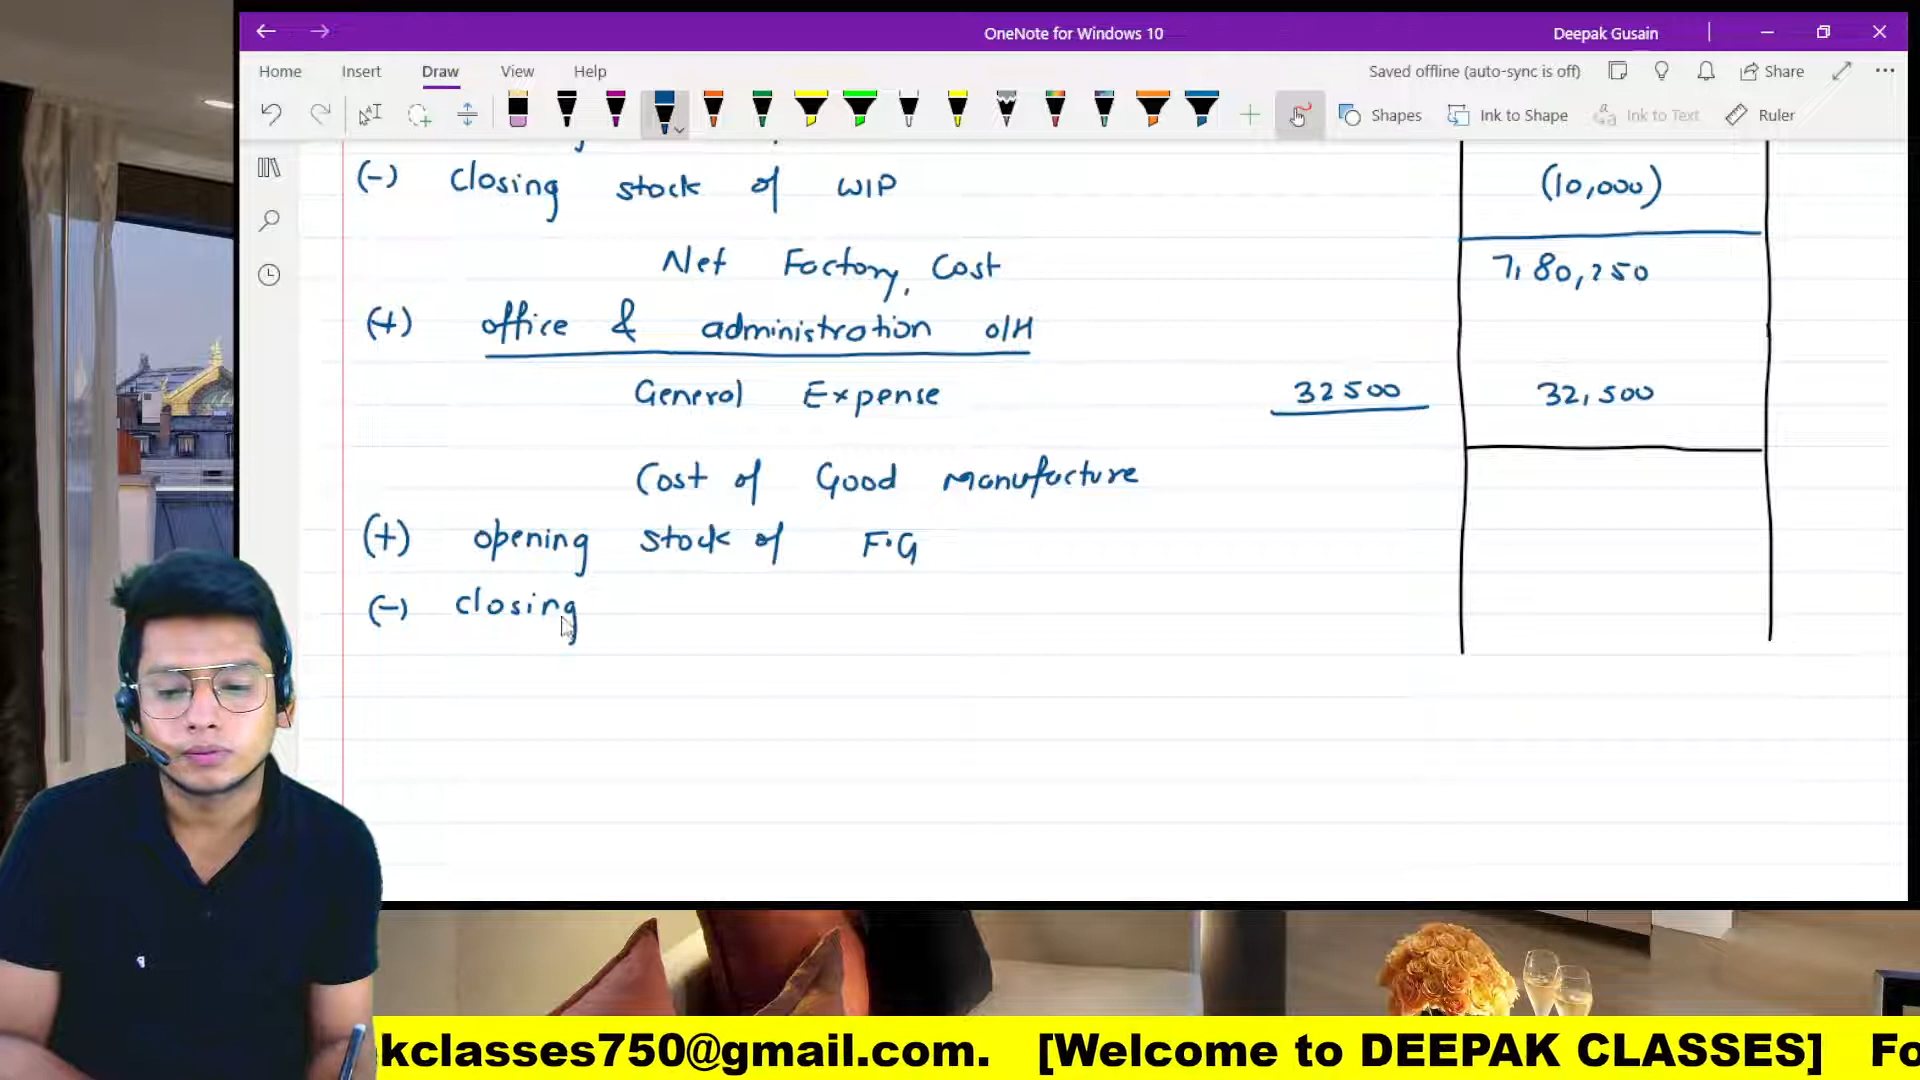 OneNote for Windows 10
Deepak Gusain
Home Insert Draw View Help
Saved offline (auto-sync is off)
Share
Shapes
Ink to Shape
Ink to Text
Ruler
(-) closing stock of WIP (10,000)
Net Factory Cost 7,80,250
(+) office & administration o/H
General Expense 32500 32,500
Cost of Good Manufacture
(+) opening stock of F.G
(-) closing
kclasses750@gmail.com. [Welcome to DEEPAK CLASSES] Fo